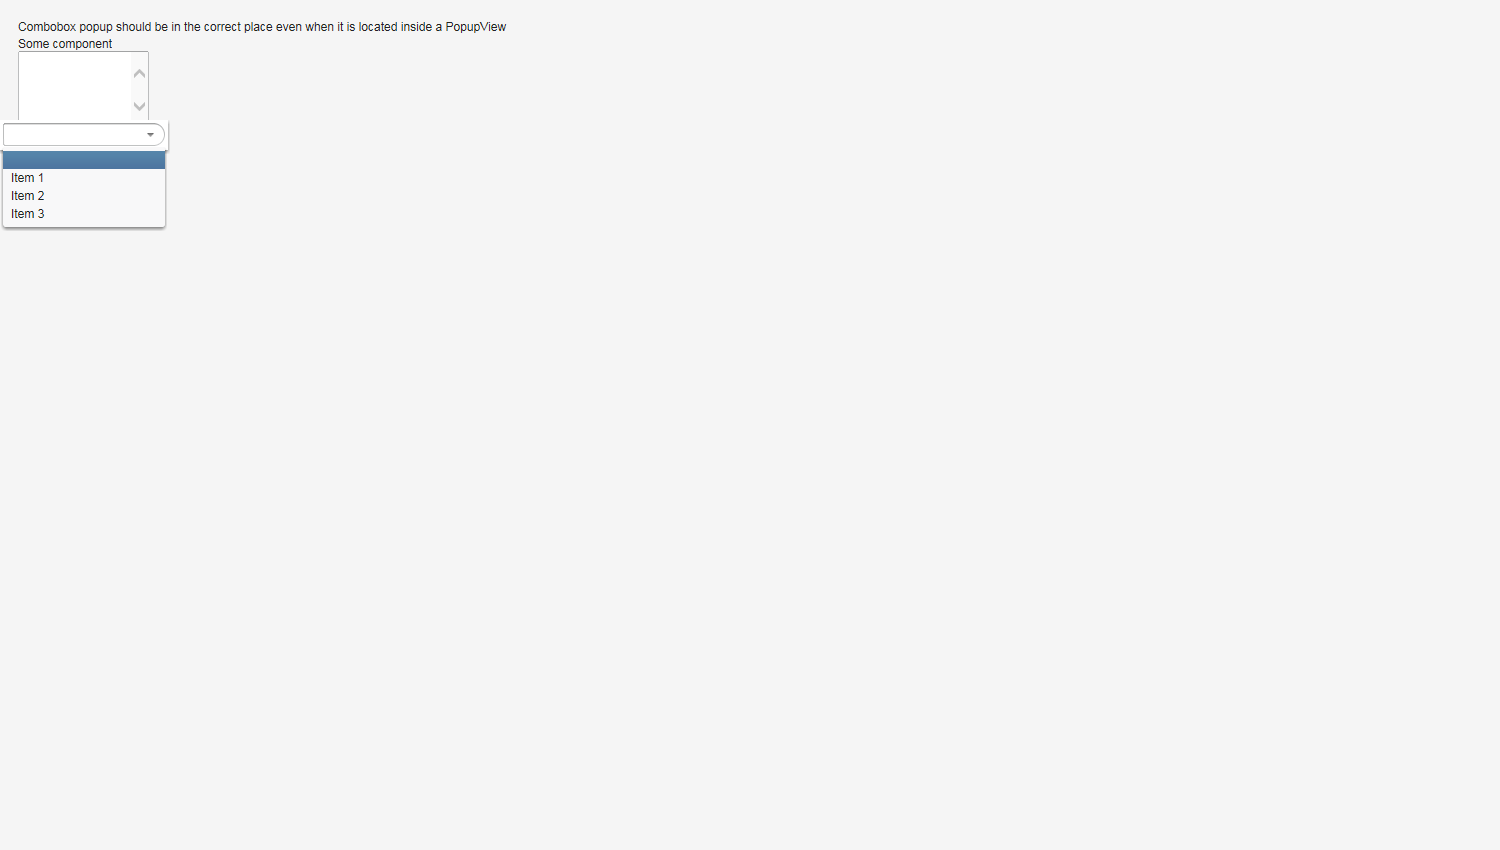 Combobox popup should be in the correct place even when it is located inside a PopupView
Some component
Item 1
Item 2
Item 3